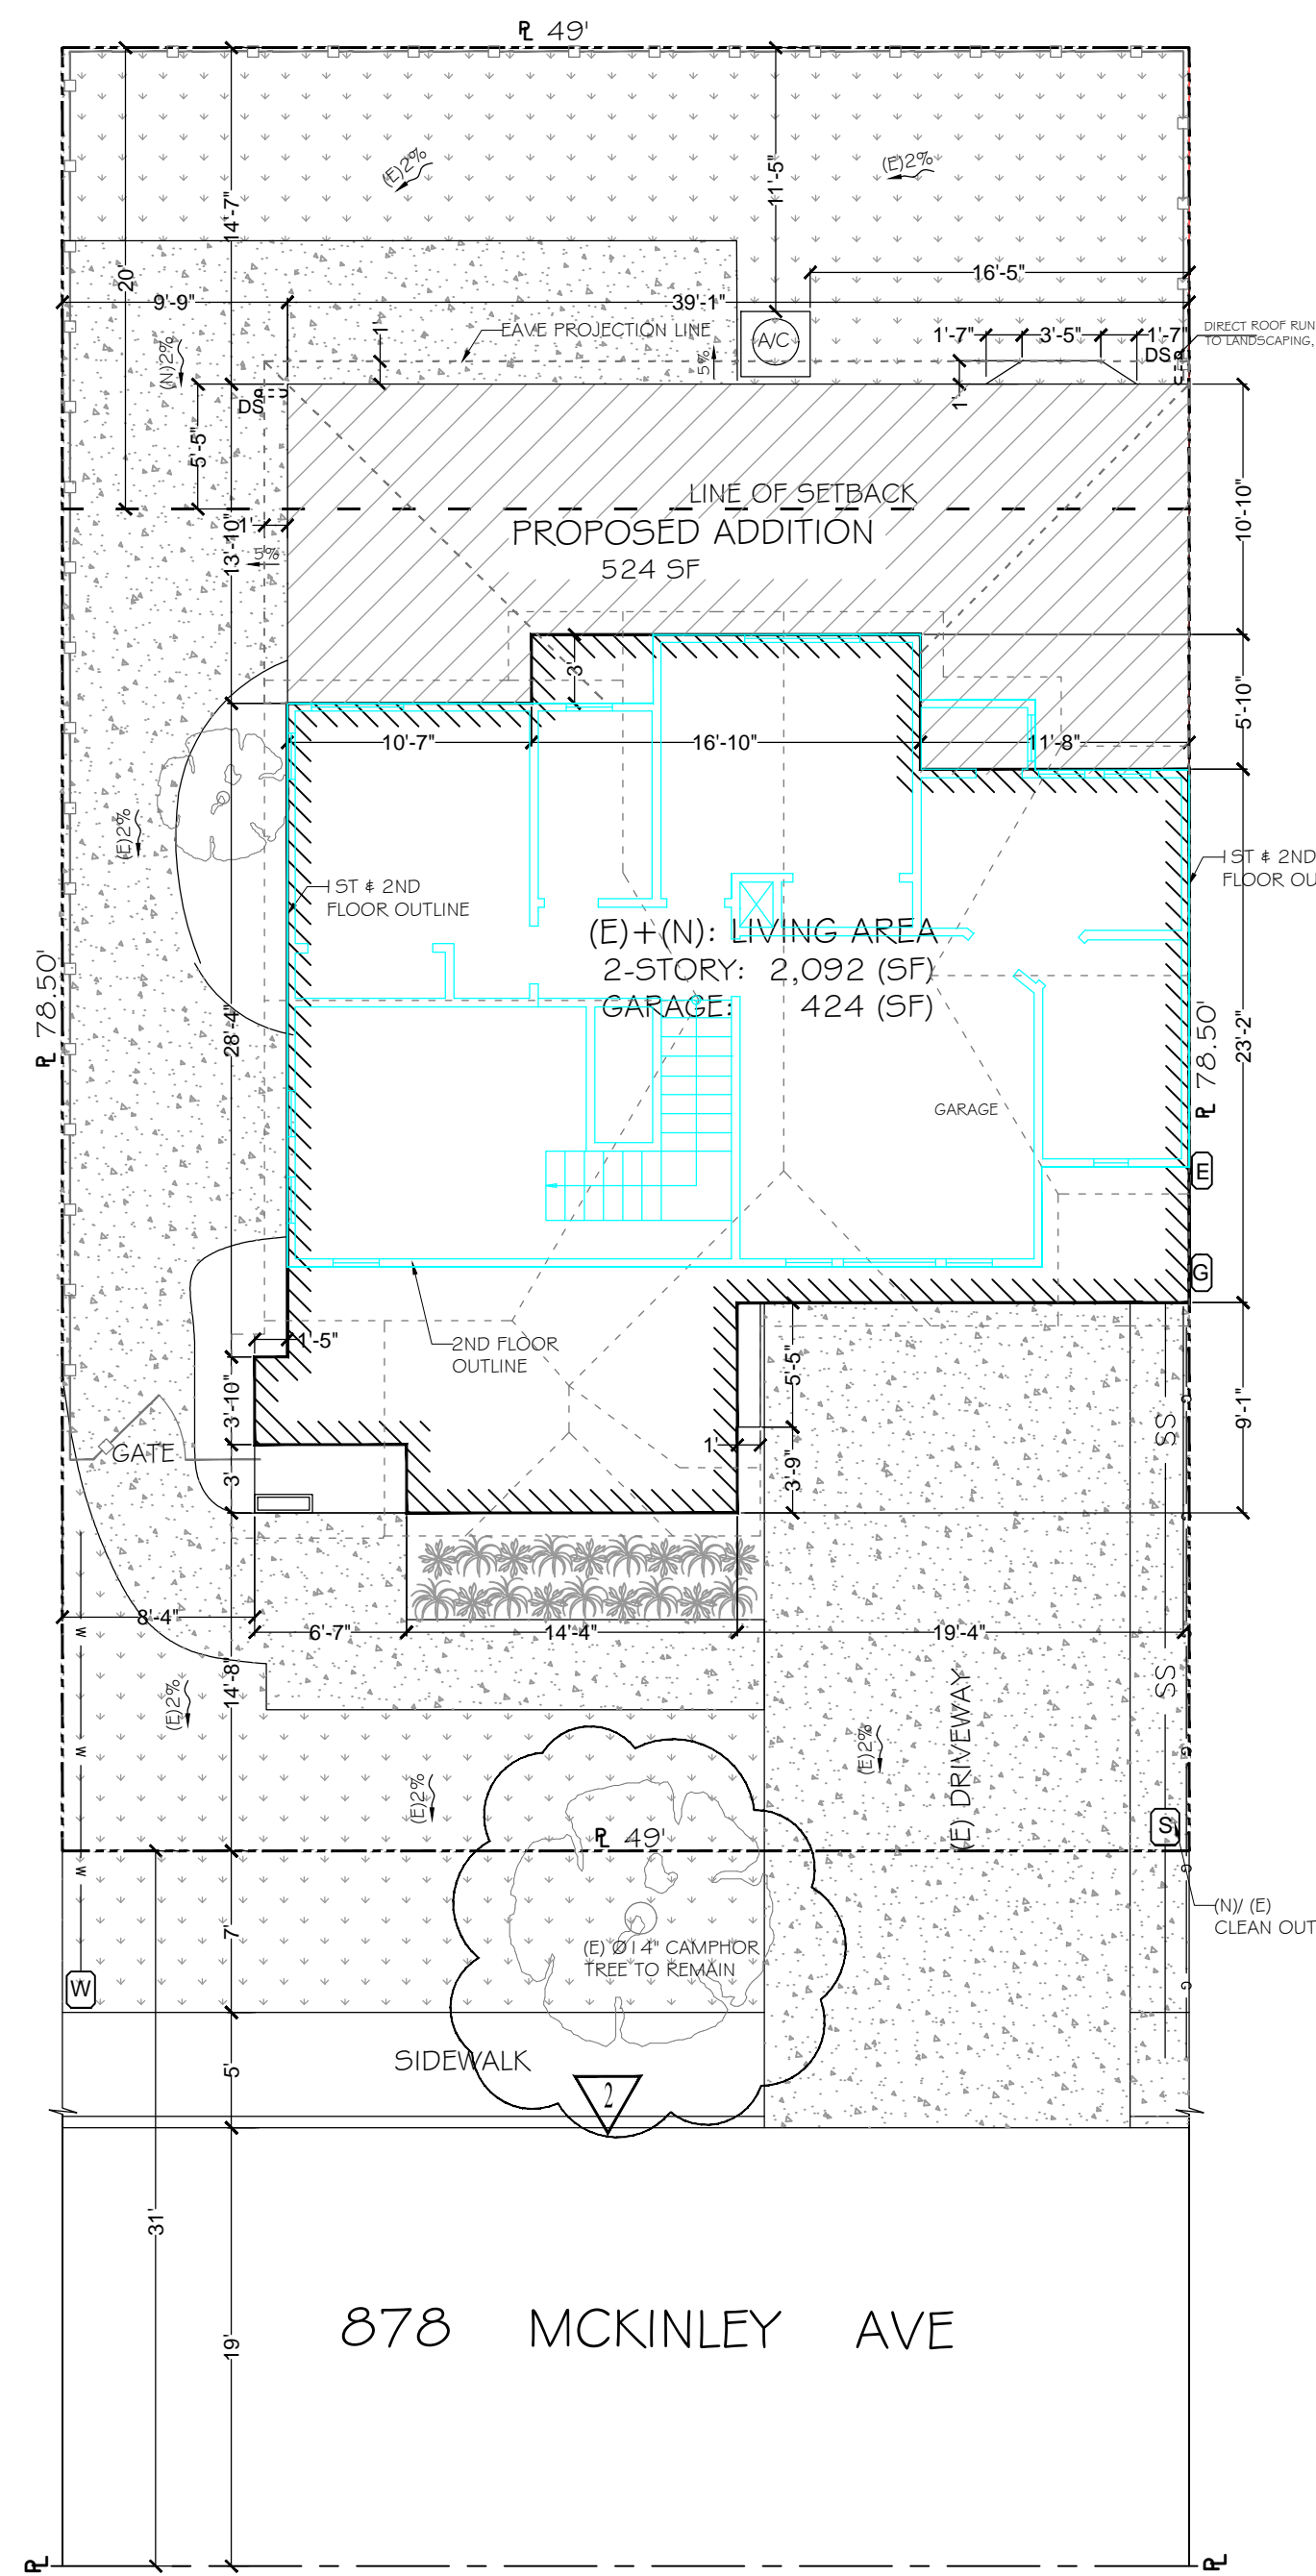 PL 49'
(E)2%
(E)2%
11'-5"
14'-7"
20'
16'-5"
9'-9"
39'-1"
1'
EAVE PROJECTION LINE
A/C
5%
1'-7"
3'-5"
1'-7"
DIRECT ROOF RUN
TO LANDSCAPING,
DS
(N)2%
DS
1'
5'-5"
LINE OF SETBACK
10'-10"
1'
13'-10"
PROPOSED ADDITION
5%
524 SF
3'
5'-10"
10'-7"
16'-10"
11'-8"
(E)2%
1ST & 2ND
FLOOR OUTLINE
1ST & 2ND
FLOOR OU
(E)+(N): LIVING AREA
2-STORY: 2,092 (SF)
GARAGE: 424 (SF)
PL 78.50'
28'-4"
PL 78.50'
23'-2"
GARAGE
E
G
1'-5"
2ND FLOOR
OUTLINE
5'-5"
3'-10"
9'-1"
SS
G
GATE
1'
3'
3'-9"
G
8'-4"
6'-7"
14'-4"
19'-4"
W
14'-8"
SS
(E)2%
(E) DRIVEWAY
(E)2%
W
G
(E)2%
PL 49'
S
W
G
(N)/ (E)
CLEAN OUT
7'
(E) Ø14" CAMPHOR
TREE TO REMAIN
W
G
SIDEWALK
5'
2
31'
19'
878 MCKINLEY AVE
PL
PL